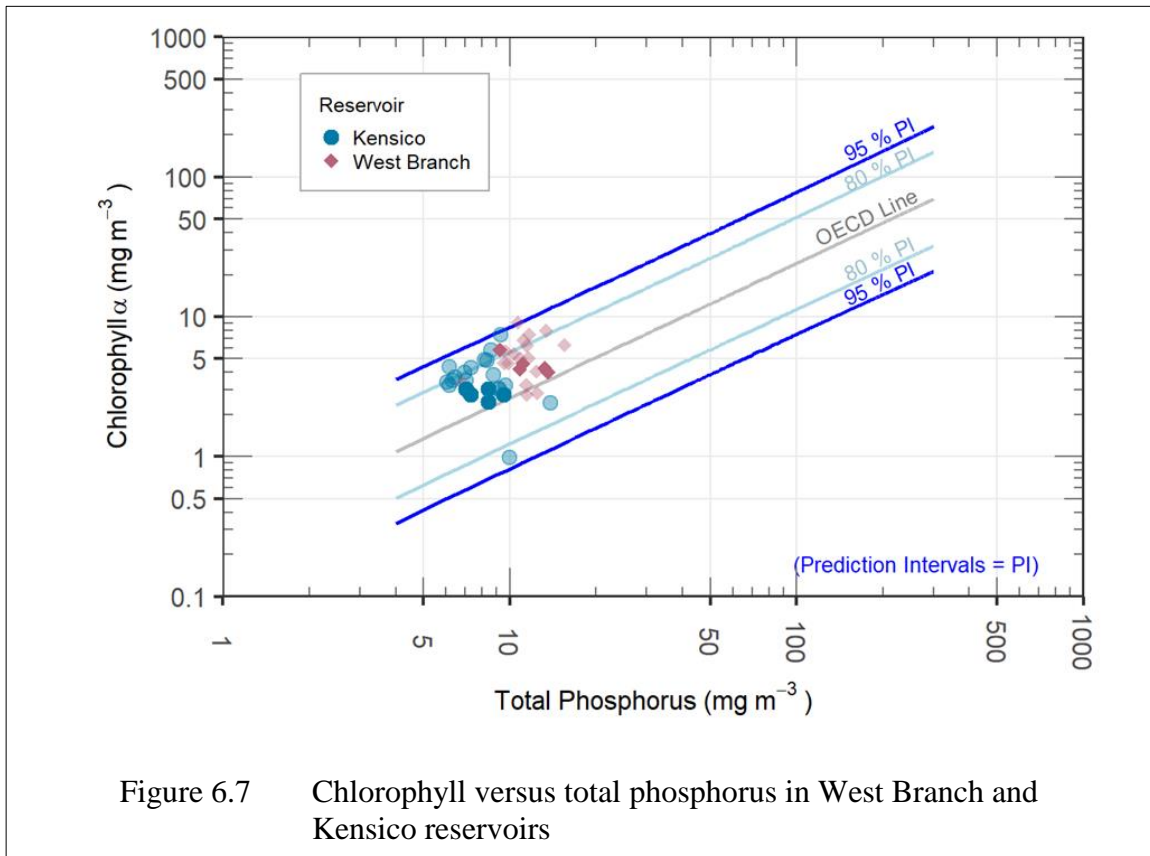 1000
500
100
50
10
5
1
0.5
0.1
Chlorophyll α (mg m⁻³)
Reservoir
Kensico
West Branch
95 % PI
80 % PI
OECD Line
80 % PI
95 % PI
(Prediction Intervals = PI)
1
5
10
50
100
500
1000
Total Phosphorus (mg m⁻³ )
Figure 6.7 Chlorophyll versus total phosphorus in West Branch and
Kensico reservoirs